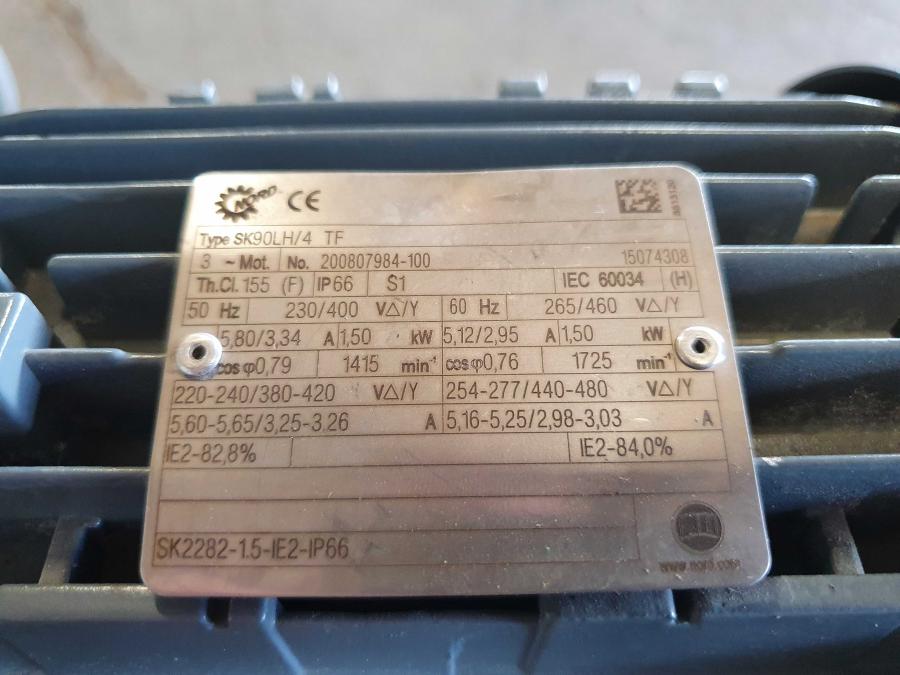 NORD CE
Type SK90LH/4 TF
3 ~ Mot. No. 200807984-100 15074308
Th.Cl. 155 (F) IP66 S1 IEC 60034 (H)
50 Hz 230/400 V△/Y 60 Hz 265/460 V△/Y
5,80/3,34 A 1,50 kW 5,12/2,95 A 1,50 kW
cos φ0,79 1415 min⁻¹ cos φ0,76 1725 min⁻¹
220-240/380-420 V△/Y 254-277/440-480 V△/Y
5,60-5,65/3,25-3.26 A 5,16-5,25/2,98-3,03 A
IE2-82,8% IE2-84,0%
SK2282-1.5-IE2-IP66
www.nord.com